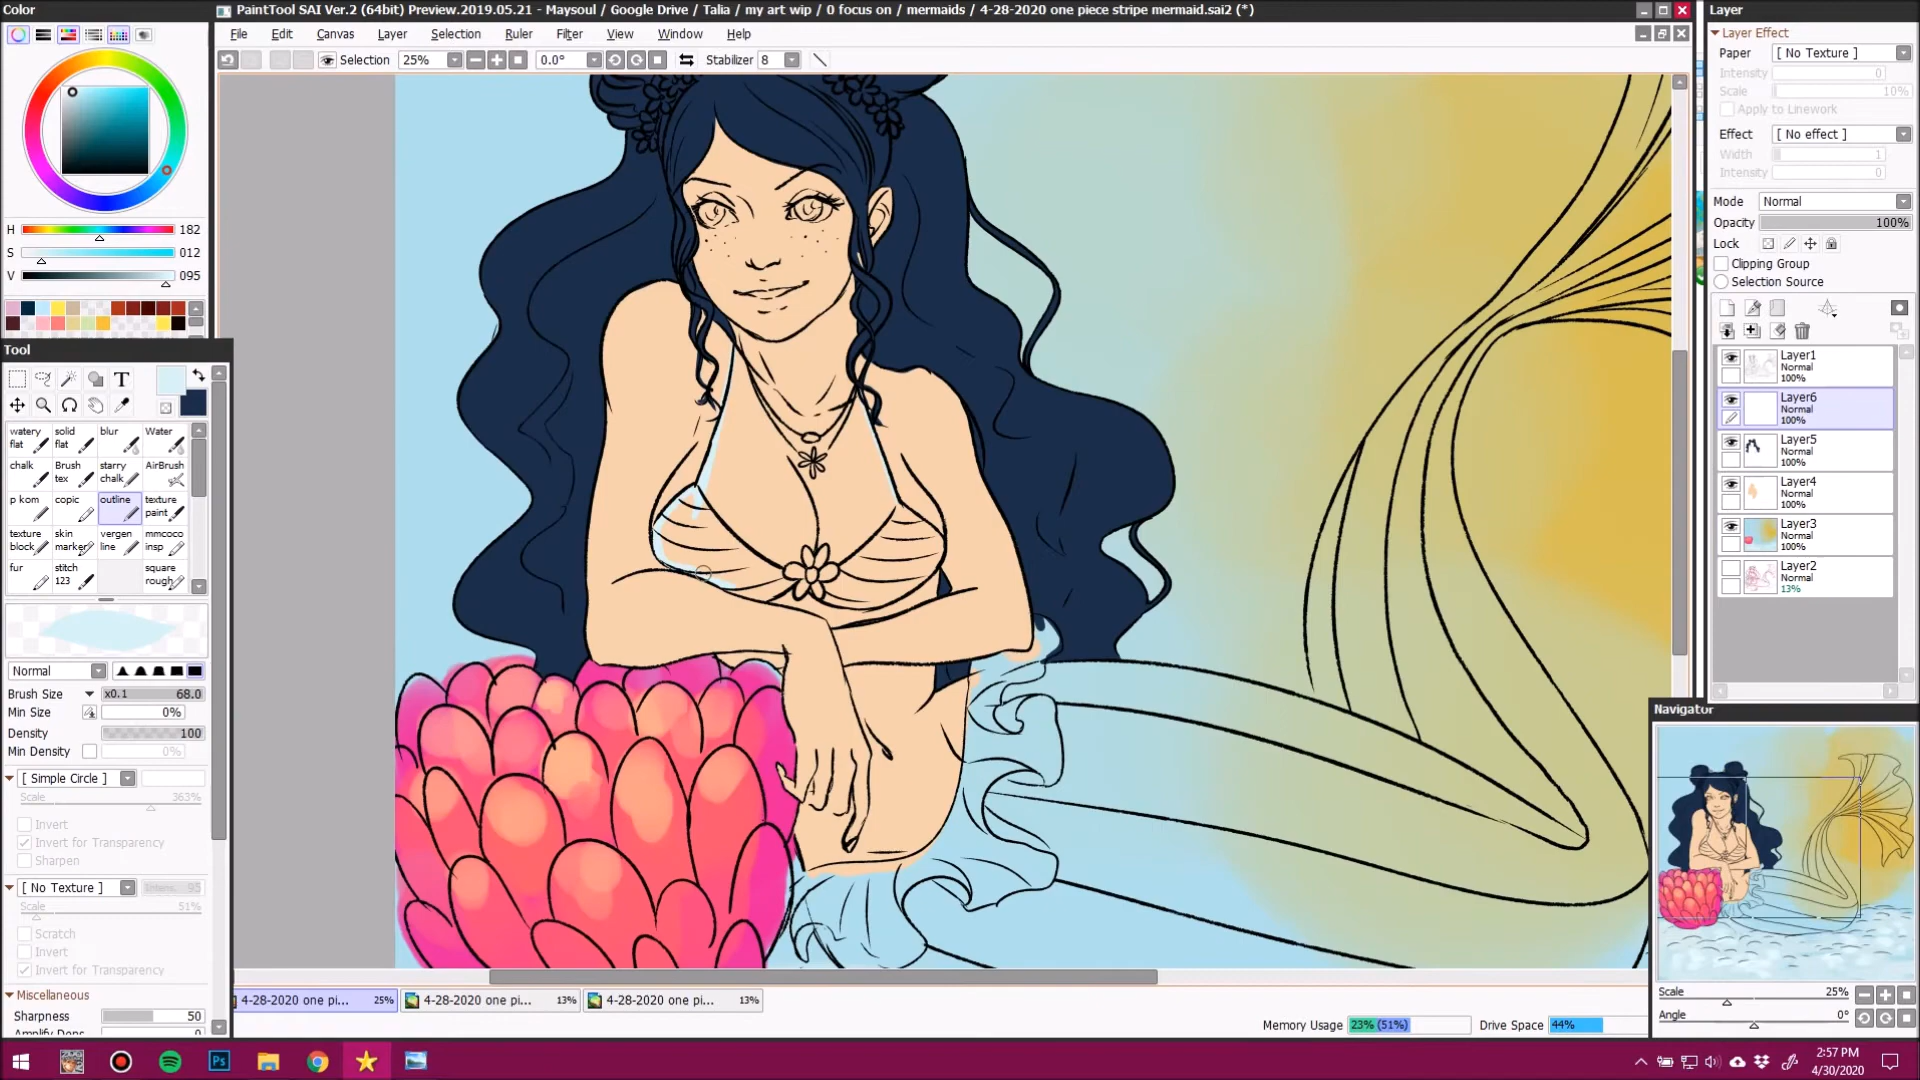 Color
PaintTool SAI Ver.2 (64bit) Preview.2019.05.21 - Maysoul / Google Drive / Talia / my art wip / 0 focus on / mermaids / 4-28-2020 one piece stripe mermaid.sai2 (*)
Layer
File Edit Canvas Layer Selection Ruler Filter View Window Help
Selection 25% 0.0° Stabilizer 8
Layer Effect
Paper [ No Texture ]
Intensity 0
Scale 10%
Apply to Linework
Effect [ No effect ]
Width 1
Intensity 0
Mode Normal
Opacity 100%
Lock
Clipping Group
Selection Source
Layer1
Normal
100%
Layer6
Normal
100%
Layer5
Normal
100%
Layer4
Normal
100%
Layer3
Normal
100%
Layer2
Normal
13%
H 182
S 012
V 095
Tool
T
watery flat
solid flat
blur
Water
chalk
Brush tex
starry chalk
AirBrush
p kom
copic
outline
texture paint
texture block
skin marker
vergen line
mmcoco insp
fur
stitch 123
square rough
Normal
Brush Size x0.1 68.0
Min Size 0%
Density 100
Min Density 0%
[ Simple Circle ]
Scale 363%
Invert
Invert for Transparency
Sharpen
[ No Texture ] 95
Scale 51%
Scratch
Invert
Invert for Transparency
Miscellaneous
Sharpness 50
Navigator
Scale 25%
Angle 0°
4-28-2020 one pi... 25%
4-28-2020 one pi... 13%
4-28-2020 one pi... 13%
Memory Usage 23% (51%) Drive Space 44%
Ps
2:57 PM
4/30/2020